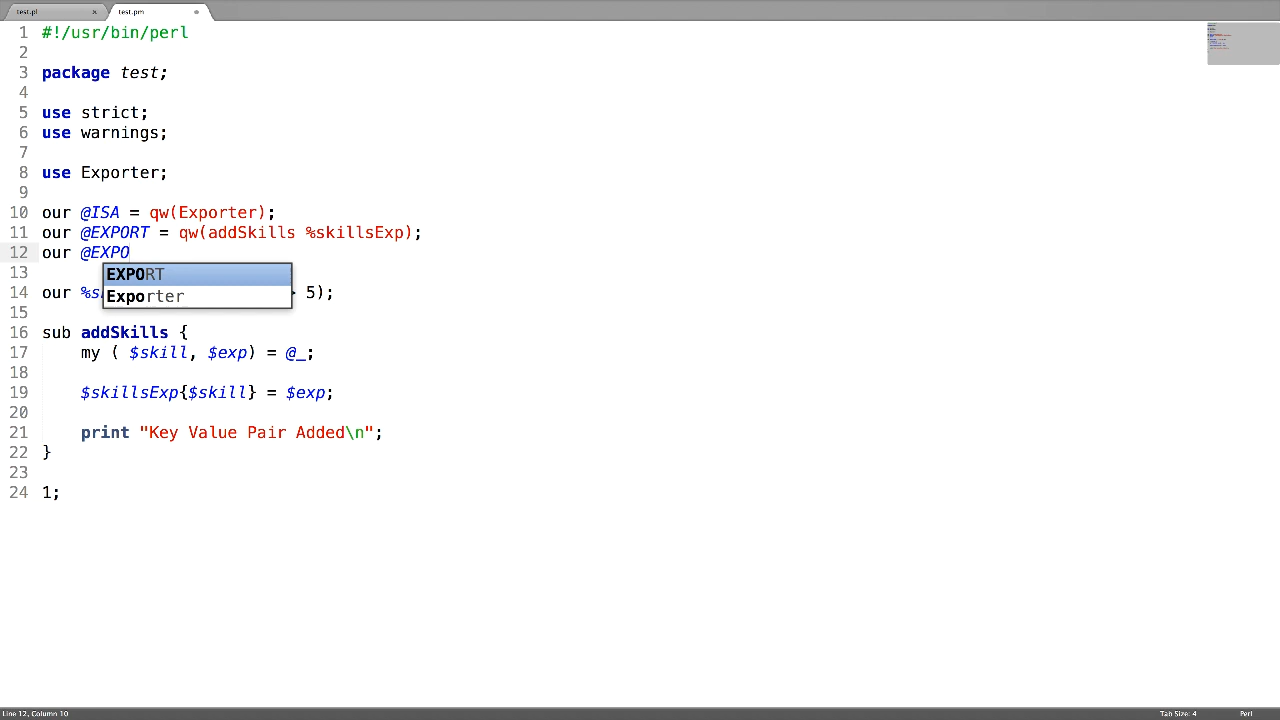 test.pl
test.pm
1 #!/usr/bin/perl
2
3 package test;
4
5 use strict;
6 use warnings;
7
8 use Exporter;
9
10 our @ISA = qw(Exporter);
11 our @EXPORT = qw(addSkills %skillsExp);
12 our @EXPO
13 EXPORT
14 our %s 5);
Exporter
15
16 sub addSkills {
17 my ( $skill, $exp) = @_;
18
19 $skillsExp{$skill} = $exp;
20
21 print "Key Value Pair Added\n";
22 }
23
24 1;
Line 12, Column 10
Tab Size: 4
Perl